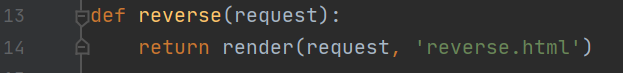 13 def reverse(request):
14     return render(request, 'reverse.html')